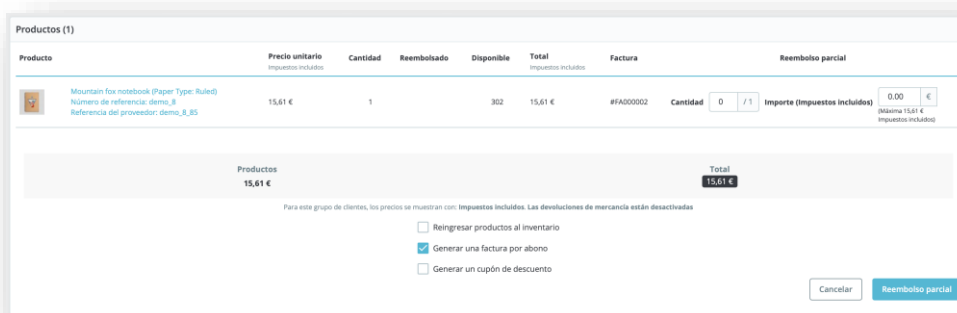 Productos (1)
Producto Precio unitario Cantidad Reembolsado Disponible Total Factura Reembolso parcial
Impuestos incluidos Impuestos incluidos
Mountain fox notebook (Paper Type: Ruled)
Número de referencia: demo_8
Referencia del proveedor: demo_8_85
15,61 € 1 302 15,61 € #FA000002 Cantidad 0 / 1 Importe (Impuestos incluidos) 0.00 €
(Máxima 15,61 €
Impuestos incluidos)
Productos Total
15,61 € 15,61 €
Para este grupo de clientes, los precios se muestran con: Impuestos incluidos. Las devoluciones de mercancía están desactivadas
Reingresar productos al inventario
Generar una factura por abono
Generar un cupón de descuento
Cancelar Reembolso parcial